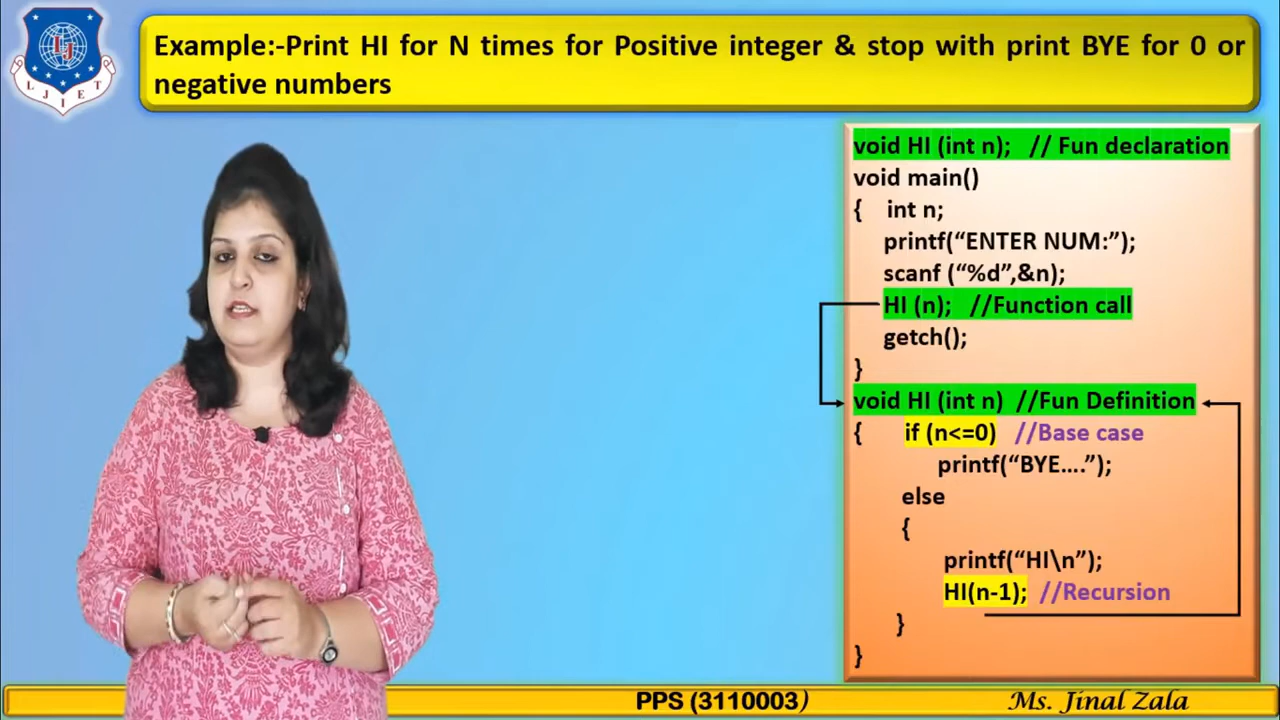 Example:-Print HI for N times for Positive integer & stop with print BYE for 0 or
negative numbers
LJIET
void HI (int n); // Fun declaration
void main()
{ int n;
printf(“ENTER NUM:”);
scanf (“%d”,&n);
HI (n); //Function call
getch();
}
void HI (int n) //Fun Definition
{ if (n<=0) //Base case
printf(“BYE....”);
else
{
printf(“HI\n”);
HI(n-1); //Recursion
}
}
PPS (3110003)
Ms. Jinal Zala